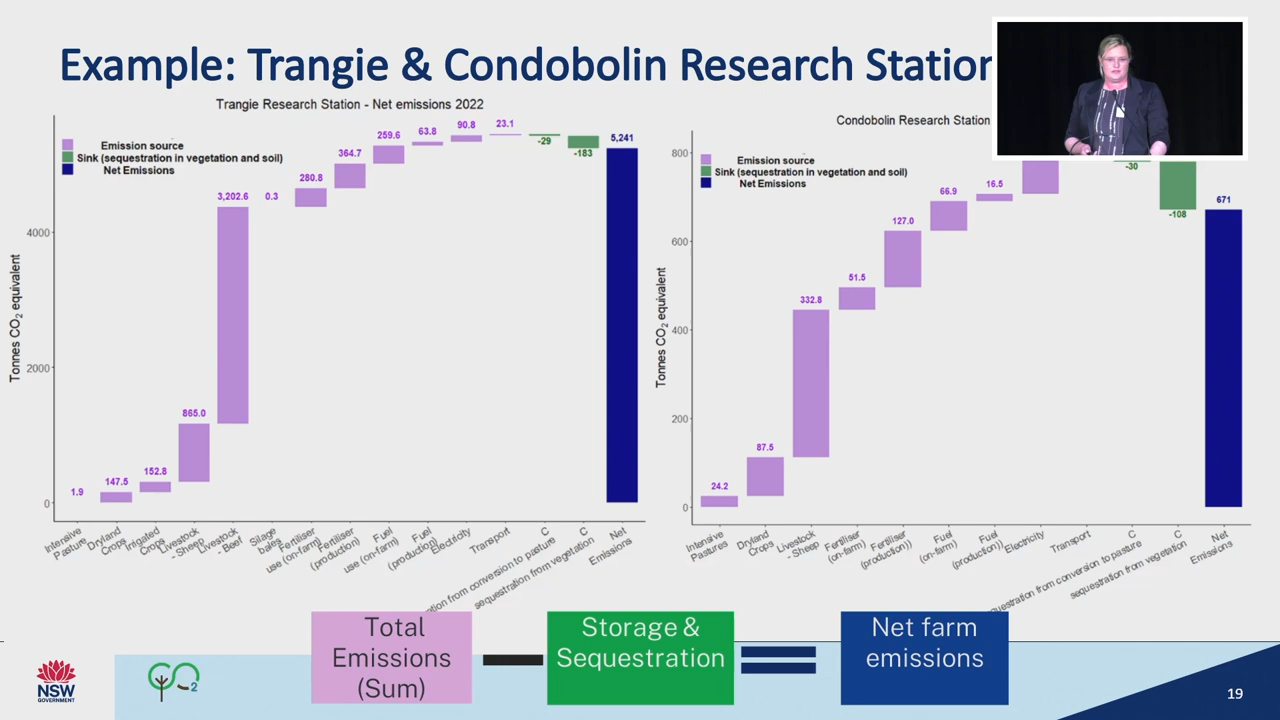 Example: Trangie & Condobolin Research Station
Trangie Research Station - Net emissions 2022
Emission source
Sink (sequestration in vegetation and soil)
Net Emissions
Tonnes CO2 equivalent
4000
2000
0
1.9
147.5
152.8
865.0
3,202.6
0.3
280.8
364.7
259.6
63.8
90.8
23.1
-29
-183
5,241
Intensive
Pasture
Dryland
Crops
Irrigated
Crops
Livestock
- Sheep
Livestock
- Beef
Silage
bales
Fertiliser
use (on-farm)
Fertiliser
(production)
Fuel
use (on-farm)
Fuel
(production)
Electricity
Transport
C
from conversion to pasture
C
sequestration from vegetation
Net
Emissions
Condobolin Research Station
Emission source
Sink (sequestration in vegetation and soil)
Net Emissions
Tonnes CO2 equivalent
800
600
400
200
0
24.2
87.5
332.8
51.5
127.0
66.9
16.5
-30
-108
671
Intensive
Pastures
Dryland
Crops
Livestock
- Sheep
Fertiliser
(on-farm)
Fertiliser
(production))
Fuel
(on-farm)
Fuel
(production))
Electricity
Transport
C
from conversion to pasture
C
sequestration from vegetation
Net
Emissions
Total
Emissions
(Sum)
Storage &
Sequestration
Net farm
emissions
NSW
GOVERNMENT
2
19